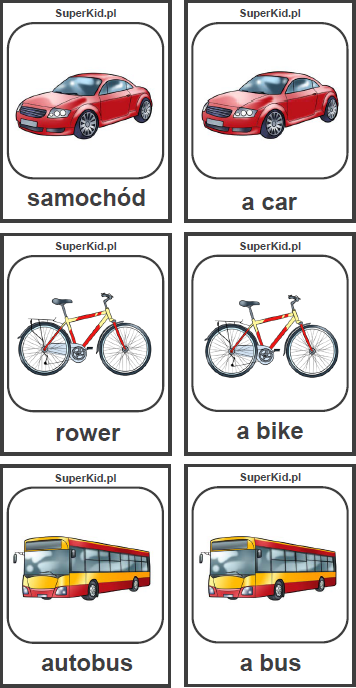 SuperKid.pl
samochód
SuperKid.pl
a car
SuperKid.pl
rower
SuperKid.pl
a bike
SuperKid.pl
autobus
SuperKid.pl
a bus